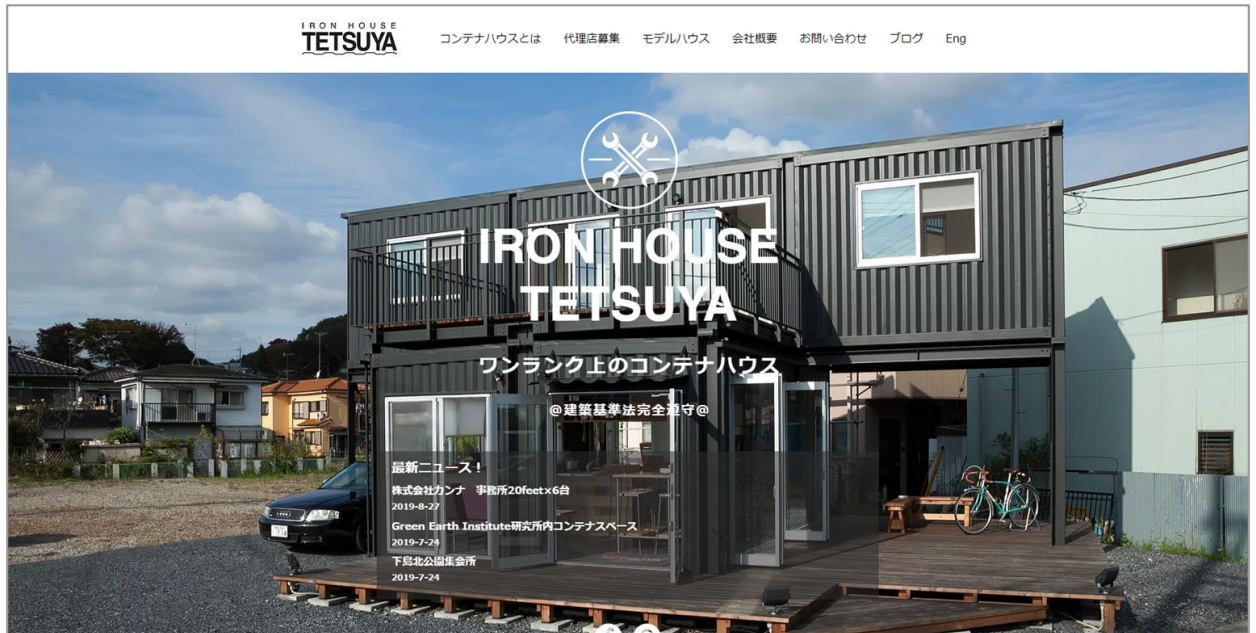 IRON HOUSE
TETSUYA
コンテナハウスとは 代理店募集 モデルハウス 会社概要 お問い合わせ ブログ Eng
IRON HOUSE
TETSUYA
ワンランク上のコンテナハウス
@建築基準法完全遵守@
最新ニュース!
株式会社カンナ 事務所20feet×6台
2019-8-27
Green Earth Institute研究所内コンテナスペース
2019-7-24
下島北公園集会所
2019-7-24